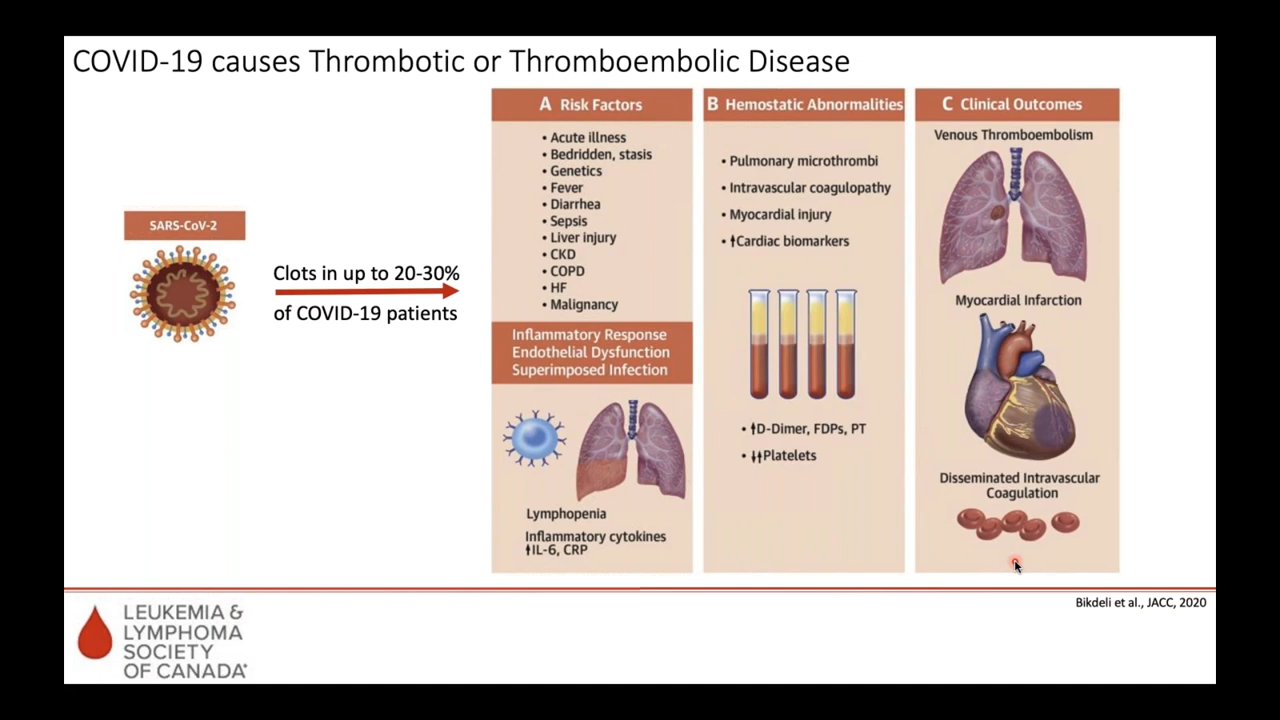 COVID-19 causes Thrombotic or Thromboembolic Disease
SARS-CoV-2
Clots in up to 20-30%
of COVID-19 patients
A Risk Factors
• Acute illness
• Bedridden, stasis
• Genetics
• Fever
• Diarrhea
• Sepsis
• Liver injury
• CKD
• COPD
• HF
• Malignancy
Inflammatory Response
Endothelial Dysfunction
Superimposed Infection
Lymphopenia
Inflammatory cytokines
↑IL-6, CRP
B Hemostatic Abnormalities
• Pulmonary microthrombi
• Intravascular coagulopathy
• Myocardial injury
• ↑Cardiac biomarkers
• ↑D-Dimer, FDPs, PT
• ↓↑Platelets
C Clinical Outcomes
Venous Thromboembolism
Myocardial Infarction
Disseminated Intravascular
Coagulation
Bikdeli et al., JACC, 2020
LEUKEMIA &
LYMPHOMA
SOCIETY
OF CANADA*